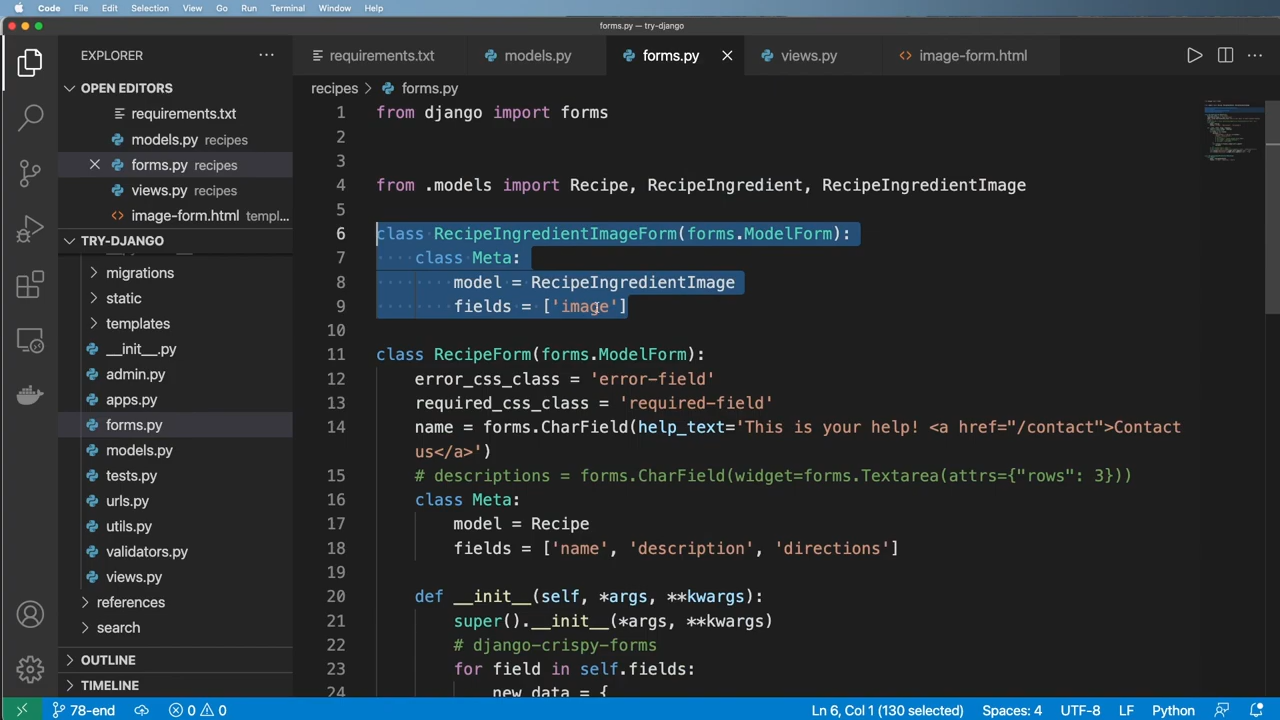 Code File Edit Selection View Go Run Terminal Window Help
forms.py — try-django
EXPLORER
requirements.txt models.py forms.py views.py image-form.html
OPEN EDITORS
requirements.txt
models.py recipes
forms.py recipes
views.py recipes
image-form.html templ...
TRY-DJANGO
migrations
static
templates
__init__.py
admin.py
apps.py
forms.py
models.py
tests.py
urls.py
utils.py
validators.py
views.py
references
search
OUTLINE
TIMELINE
recipes > forms.py
1 from django import forms
2
3
4 from .models import Recipe, RecipeIngredient, RecipeIngredientImage
5
6 class RecipeIngredientImageForm(forms.ModelForm):
7 class Meta:
8 model = RecipeIngredientImage
9 fields = ['image']
10
11 class RecipeForm(forms.ModelForm):
12 error_css_class = 'error-field'
13 required_css_class = 'required-field'
14 name = forms.CharField(help_text='This is your help! <a href="/contact">Contact
us</a>')
15 # descriptions = forms.CharField(widget=forms.Textarea(attrs={"rows": 3}))
16 class Meta:
17 model = Recipe
18 fields = ['name', 'description', 'directions']
19
20 def __init__(self, *args, **kwargs):
21 super().__init__(*args, **kwargs)
22 # django-crispy-forms
23 for field in self.fields:
24 new_data = {
78-end 0 0 Ln 6, Col 1 (130 selected) Spaces: 4 UTF-8 LF Python